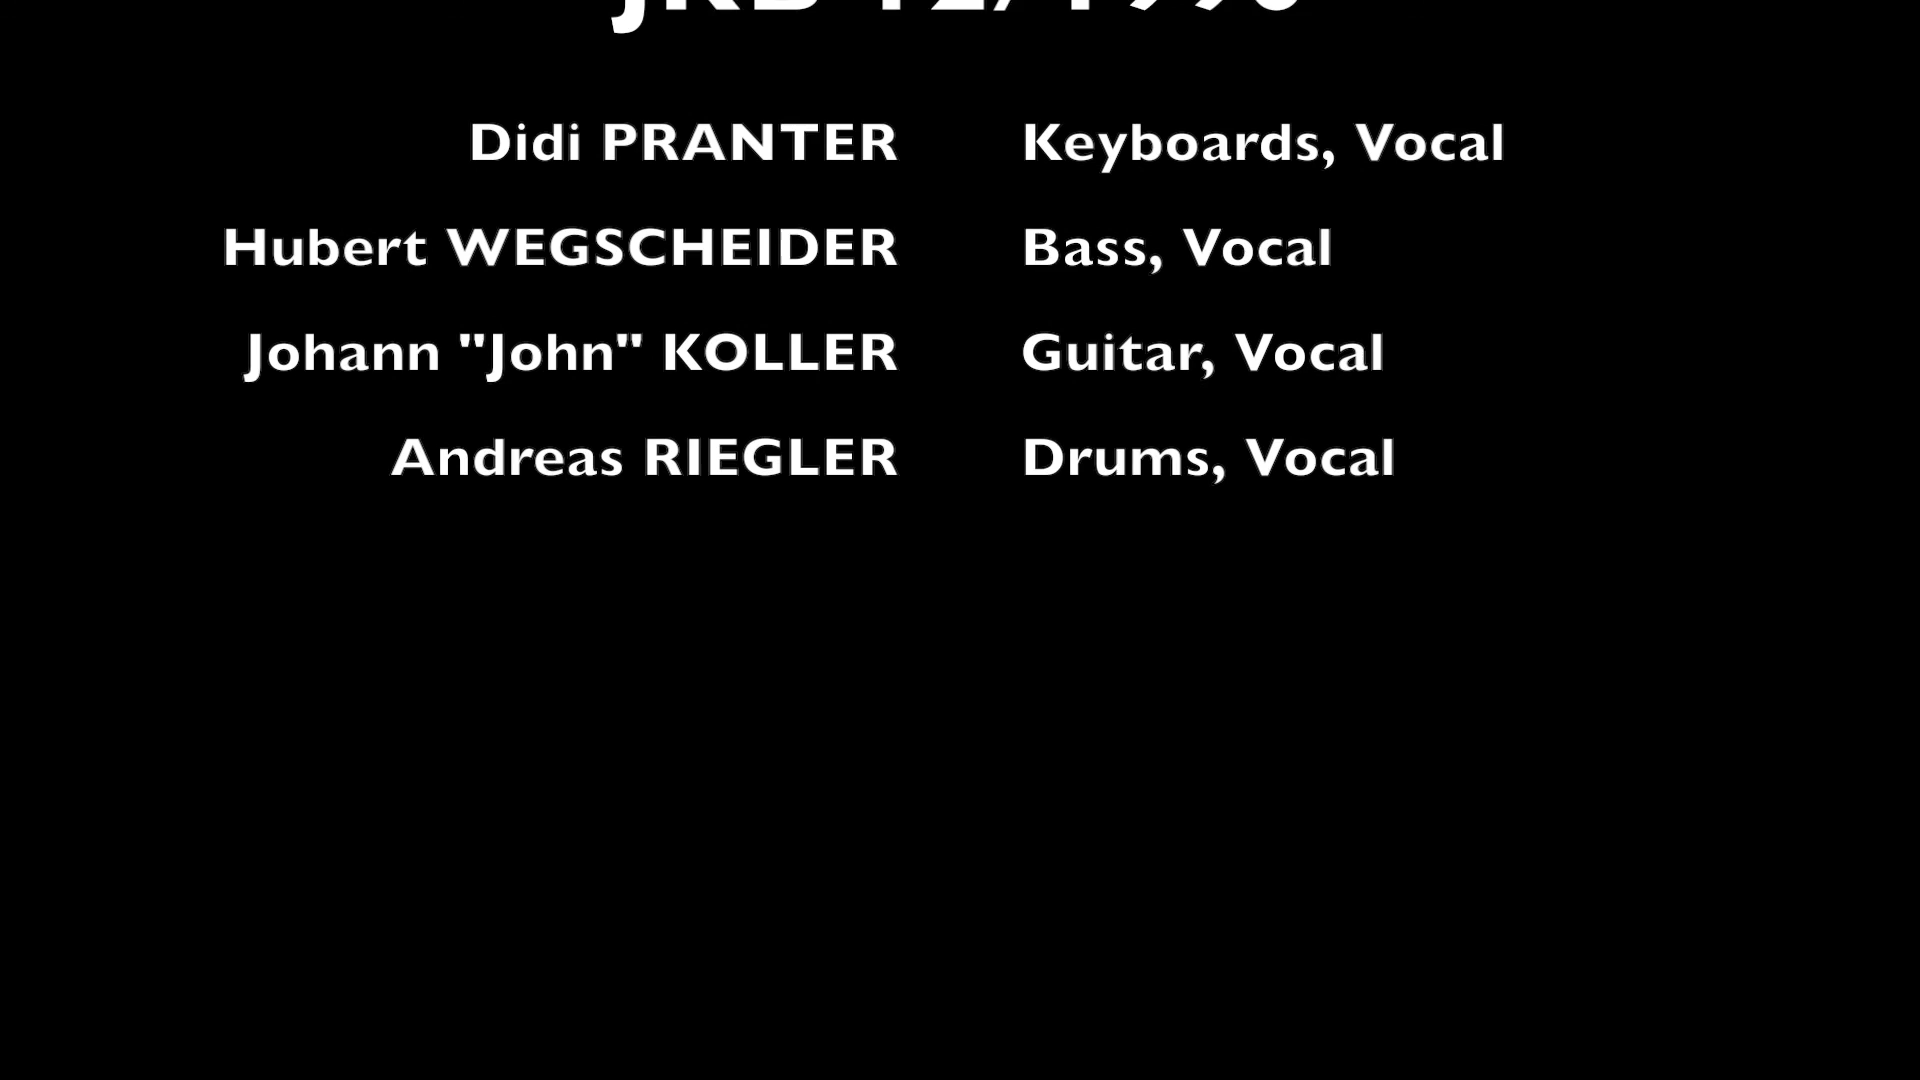 Didi PRANTER Keyboards, Vocal
Hubert WEGSCHEIDER Bass, Vocal
Johann "John" KOLLER Guitar, Vocal
Andreas RIEGLER Drums, Vocal